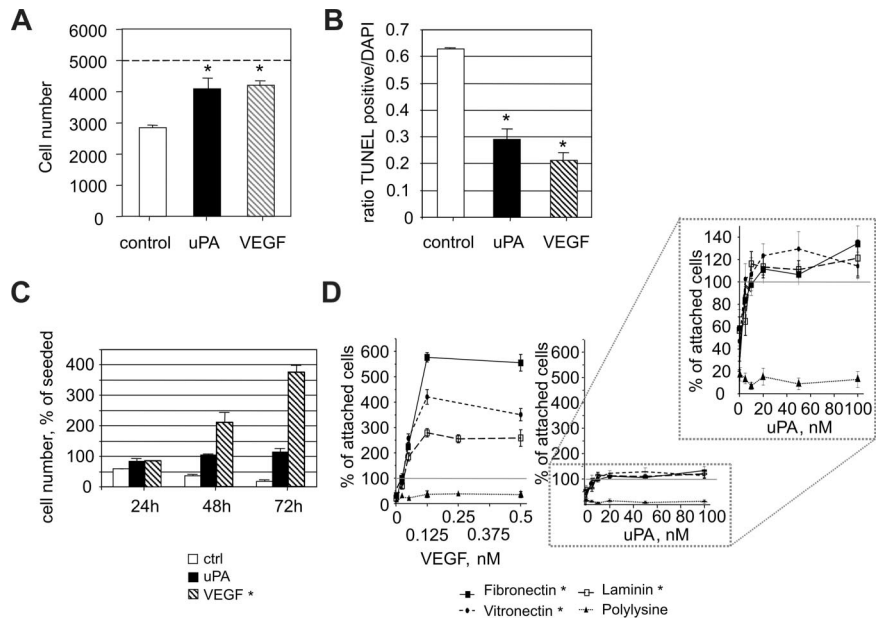 A
Cell number
6000
5000
4000
3000
2000
1000
0
* *
control uPA VEGF
B
ratio TUNEL positive/DAPI
0.7
0.6
0.5
0.4
0.3
0.2
0.1
0
* *
control uPA VEGF
C
cell number, % of seeded
400
300
200
100
0
24h 48h 72h
ctrl
uPA
VEGF *
D
% of attached cells
600
500
400
300
200
100
0
0 0.125 0.25 0.375 0.5
VEGF, nM
% of attached cells
600
500
400
300
200
100
0 20 40 60 80 100
uPA, nM
% of attached cells
140
120
100
80
60
40
20
0
0 20 40 60 80 100
uPA, nM
Fibronectin * Laminin *
Vitronectin * Polylysine